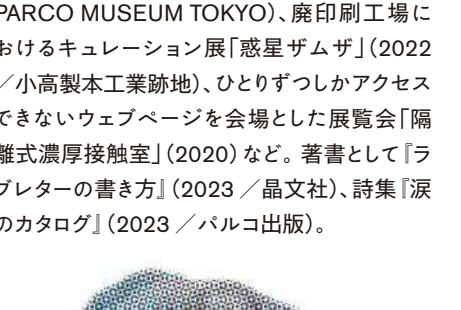 PARCO MUSEUM TOKYO)、廃印刷工場に
おけるキュレーション展「惑星ザムザ」(2022
／小高製本工業跡地)、ひとりずつしかアクセス
できないウェブページを会場とした展覧会「隔
離式濃厚接触室」(2020)など。著書として『ラ
ブレターの書き方』(2023 ／晶文社)、詩集『涙
のカタログ』(2023 ／パルコ出版)。